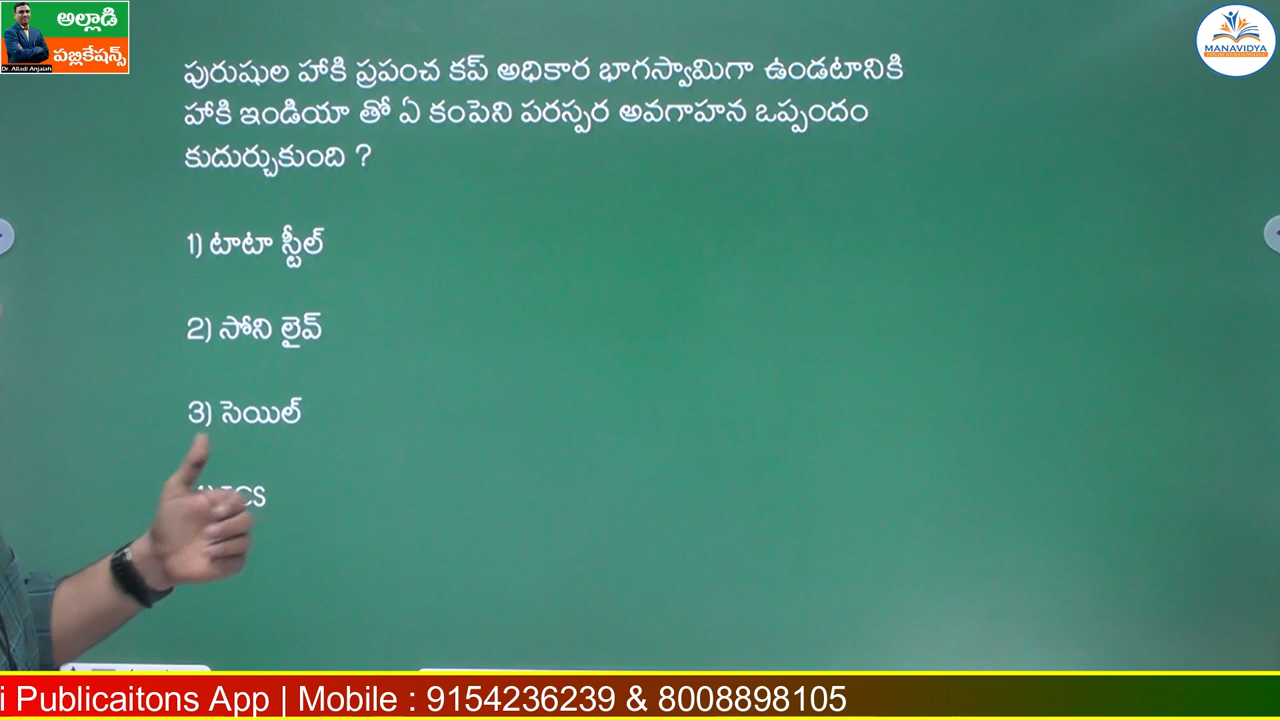 అల్లాడి
పబ్లికేషన్స్
Dr. Alladi Anjaiah
MANAVIDYA
పురుషుల హాకి ప్రపంచ కప్ అధికార భాగస్వామిగా ఉండటానికి
హాకి ఇండియా తో ఏ కంపెని పరస్పర అవగాహన ఒప్పందం
కుదుర్చుకుంది ?
1) టాటా స్టీల్
2) సోని లైవ్
3) సెయిల్
i Publicaitons App | Mobile : 9154236239 & 8008898105